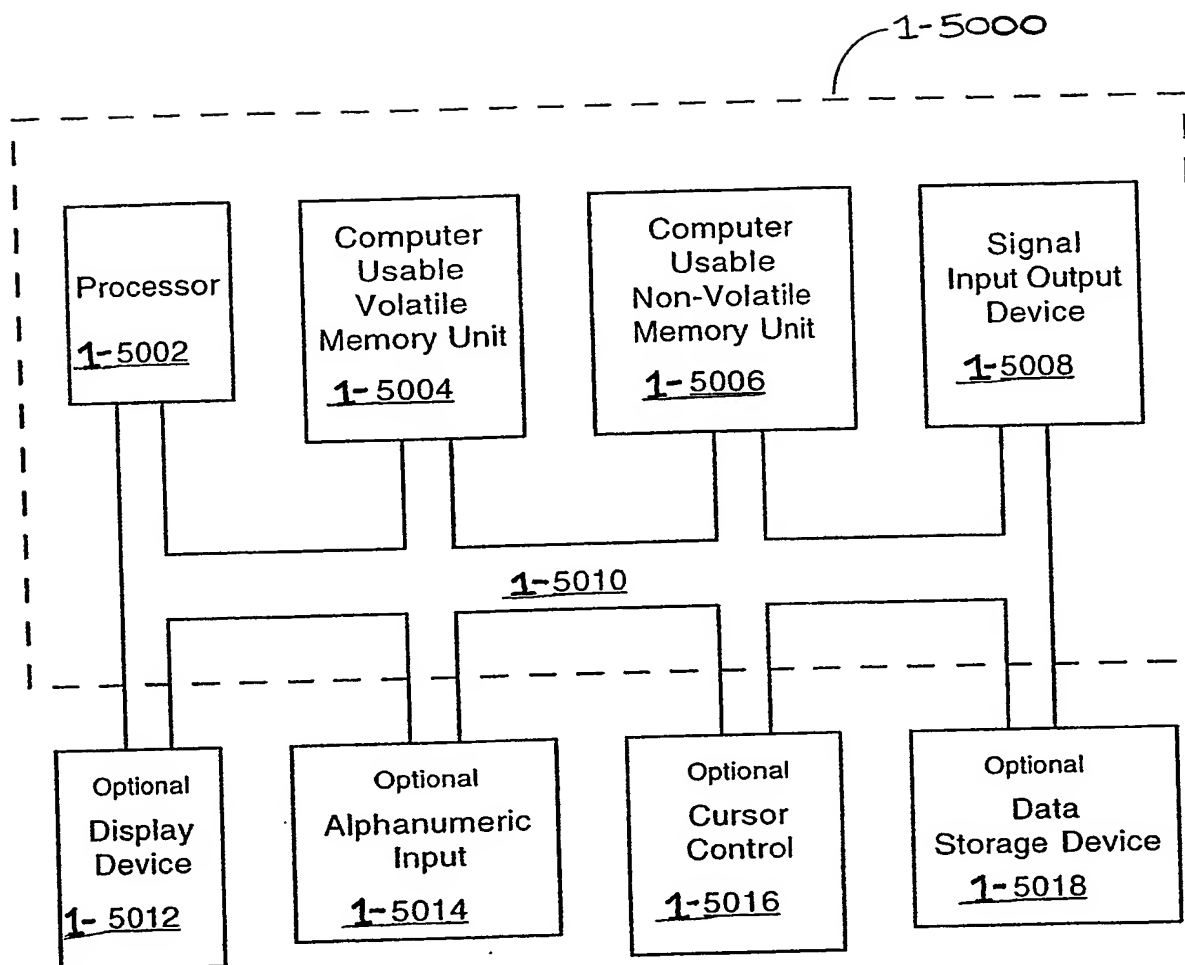 1-5000
Processor
1-5002
Computer
Usable
Volatile
Memory Unit
1-5004
Computer
Usable
Non-Volatile
Memory Unit
1-5006
Signal
Input Output
Device
1-5008
1-5010
Optional
Display
Device
1-5012
Optional
Alphanumeric
Input
1-5014
Optional
Cursor
Control
1-5016
Optional
Data
Storage Device
1-5018